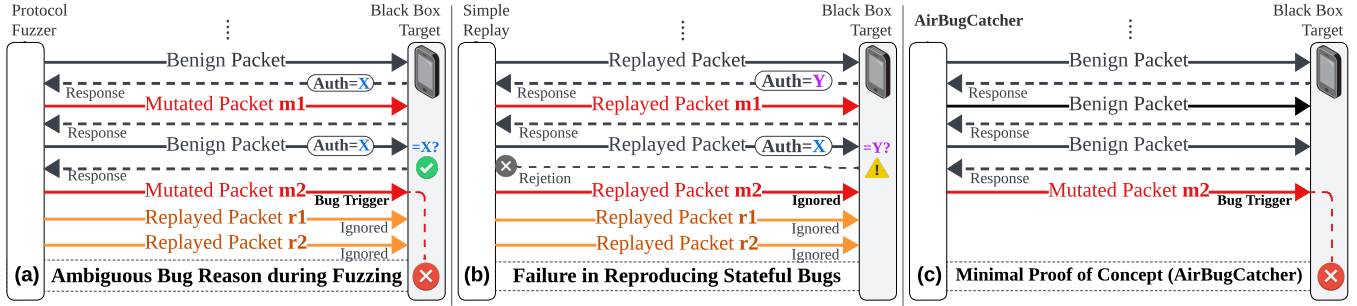 Protocol
Fuzzer
Black Box
Target
Benign Packet
Auth=X
Response
Mutated Packet m1
Response
Benign Packet
Auth=X
=X?
Response
Mutated Packet m2
Bug Trigger
Replayed Packet r1
Ignored
Replayed Packet r2
Ignored
(a) Ambiguous Bug Reason during Fuzzing
Simple
Replay
Black Box
Target
Replayed Packet
Auth=Y
Response
Replayed Packet m1
Response
Replayed Packet
Auth=X
=Y?
Rejetion
Replayed Packet m2
Ignored
Replayed Packet r1
Replayed Packet r2
Ignored
(b) Failure in Reproducing Stateful Bugs
AirBugCatcher
Black Box
Target
Benign Packet
Response
Benign Packet
Response
Benign Packet
Response
Mutated Packet m2
Bug Trigger
(c) Minimal Proof of Concept (AirBugCatcher)